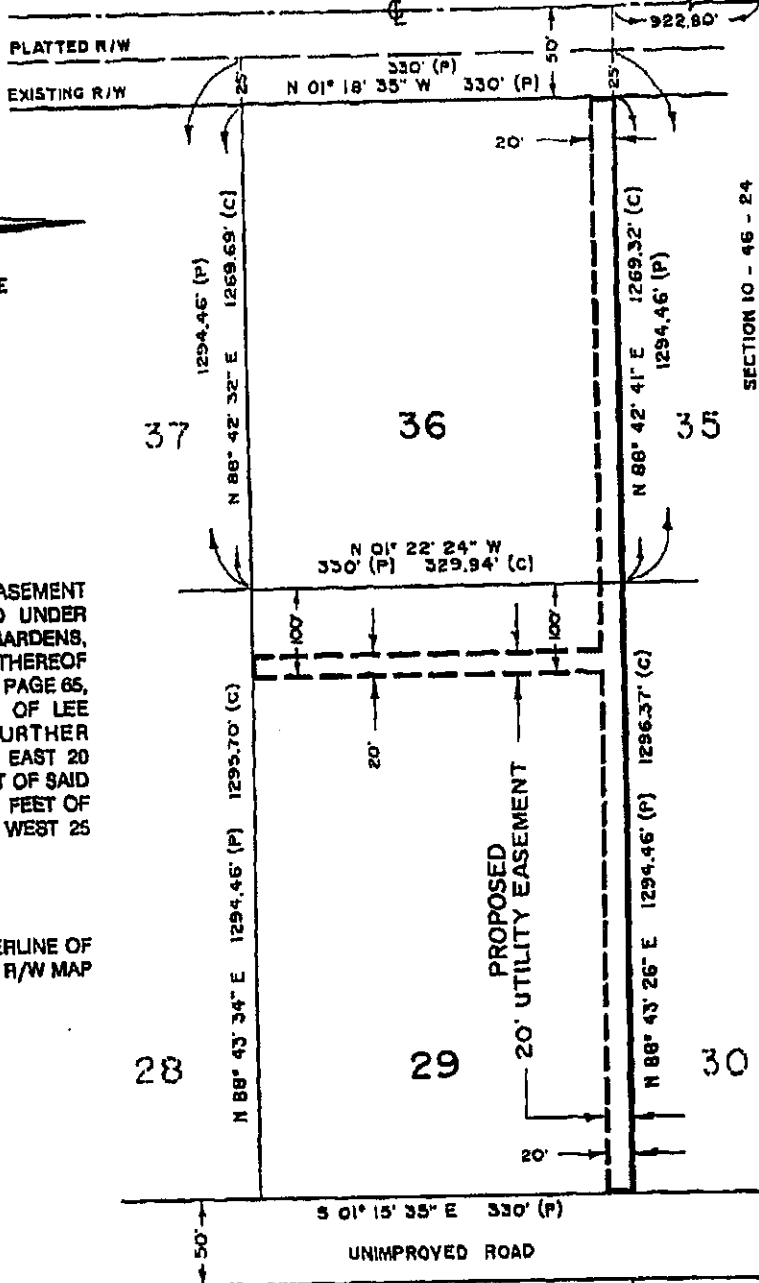 ℄
922.80'
PLATTED R/W
50'
330' (P)
25'
25'
EXISTING R/W
N 01° 18' 35" W 330' (P)
20'
1294.46' (P)
N 88° 42' 32" E 1269.69' (C)
N 88° 42' 41" E 1269.32' (C)
1294.46' (P)
SECTION 10 - 46 - 24
E
37
36
35
N 01° 22' 24" W
330' (P) 329.94' (C)
100'
100'
20'
EASEMENT
UNDER
GARDENS,
THEREOF
PAGE 65,
OF LEE
FURTHER
EAST 20
T OF SAID
FEET OF
WEST 25
ERLINE OF
R/W MAP
N 88° 43' 34" E 1294.46' (P) 1295.70' (C)
PROPOSED
20' UTILITY EASEMENT
N 88° 43' 26" E 1294.46' (P) 1296.37' (C)
28
29
30
20'
S 01° 15' 35" E 330' (P)
50'
UNIMPROVED ROAD